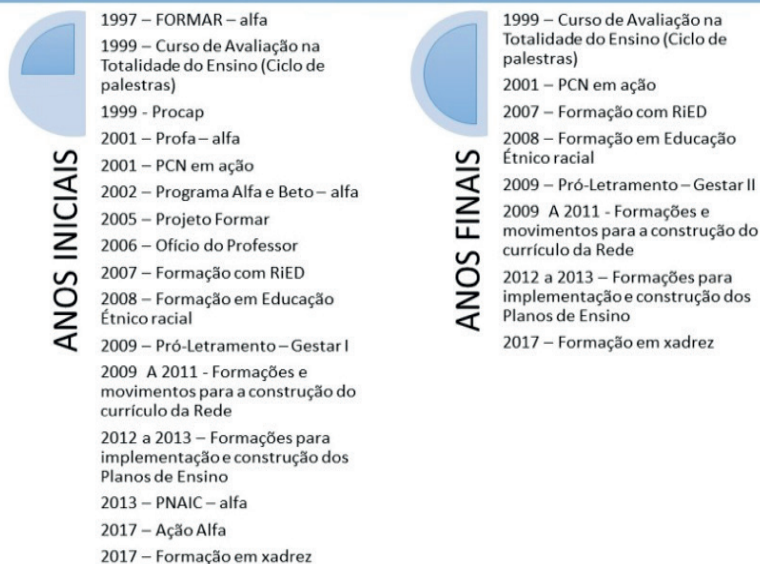 ANOS INICIAIS
1997 – FORMAR – alfa
1999 – Curso de Avaliação na
Totalidade do Ensino (Ciclo de
palestras)
1999 - Procap
2001 – Profa – alfa
2001 – PCN em ação
2002 – Programa Alfa e Beto – alfa
2005 – Projeto Formar
2006 – Ofício do Professor
2007 – Formação com RiED
2008 – Formação em Educação
Étnico racial
2009 – Pró-Letramento – Gestar I
2009 A 2011 - Formações e
movimentos para a construção do
currículo da Rede
2012 a 2013 – Formações para
implementação e construção dos
Planos de Ensino
2013 – PNAIC – alfa
2017 – Ação Alfa
2017 – Formação em xadrez
ANOS FINAIS
1999 – Curso de Avaliação na
Totalidade do Ensino (Ciclo de
palestras)
2001 – PCN em ação
2007 – Formação com RiED
2008 – Formação em Educação
Étnico racial
2009 – Pró-Letramento – Gestar II
2009 A 2011 - Formações e
movimentos para a construção do
currículo da Rede
2012 a 2013 – Formações para
implementação e construção dos
Planos de Ensino
2017 – Formação em xadrez